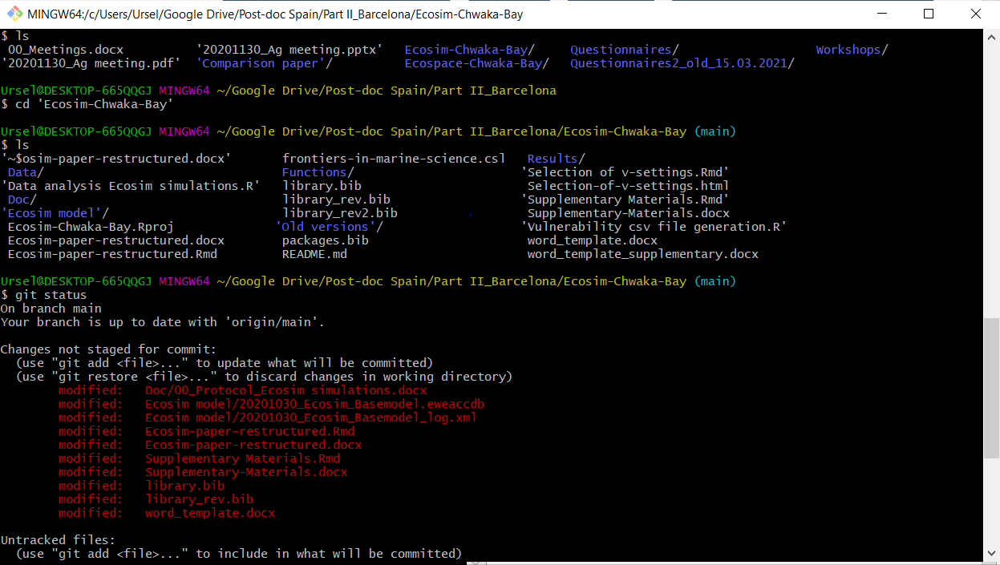 MINGW64:/c/Users/Ursel/Google Drive/Post-doc Spain/Part II_Barcelona/Ecosim-Chwaka-Bay
$ ls
 00_Meetings.docx          '20201130_Ag meeting.pptx'   Ecosim-Chwaka-Bay/     Questionnaires/                   Workshops/
'20201130_Ag meeting.pdf'  'Comparison paper'/          Ecospace-Chwaka-Bay/   Questionnaires2_old_15.03.2021/
Ursel@DESKTOP-665QQGJ MINGW64 ~/Google Drive/Post-doc Spain/Part II_Barcelona
$ cd 'Ecosim-Chwaka-Bay'
Ursel@DESKTOP-665QQGJ MINGW64 ~/Google Drive/Post-doc Spain/Part II_Barcelona/Ecosim-Chwaka-Bay (main)
$ ls
'~$osim-paper-restructured.docx'       frontiers-in-marine-science.csl   Results/
 Data/                                 Functions/                       'Selection of v-settings.Rmd'
'Data analysis Ecosim simulations.R'   library.bib                       Selection-of-v-settings.html
 Doc/                                  library_rev.bib                  'Supplementary Materials.Rmd'
'Ecosim model'/                        library_rev2.bib                  Supplementary-Materials.docx
 Ecosim-Chwaka-Bay.Rproj              'Old versions'/                   'Vulnerability csv file generation.R'
 Ecosim-paper-restructured.docx        packages.bib                      word_template.docx
 Ecosim-paper-restructured.Rmd         README.md                         word_template_supplementary.docx
Ursel@DESKTOP-665QQGJ MINGW64 ~/Google Drive/Post-doc Spain/Part II_Barcelona/Ecosim-Chwaka-Bay (main)
$ git status
On branch main
Your branch is up to date with 'origin/main'.
Changes not staged for commit:
  (use "git add <file>..." to update what will be committed)
  (use "git restore <file>..." to discard changes in working directory)
        modified:   Doc/00_Protocol_Ecosim simulations.docx
        modified:   Ecosim model/20201030_Ecosim_Basemodel.eweaccdb
        modified:   Ecosim model/20201030_Ecosim_Basemodel_log.xml
        modified:   Ecosim-paper-restructured.Rmd
        modified:   Ecosim-paper-restructured.docx
        modified:   Supplementary Materials.Rmd
        modified:   Supplementary-Materials.docx
        modified:   library.bib
        modified:   library_rev.bib
        modified:   word_template.docx
Untracked files:
  (use "git add <file>..." to include in what will be committed)